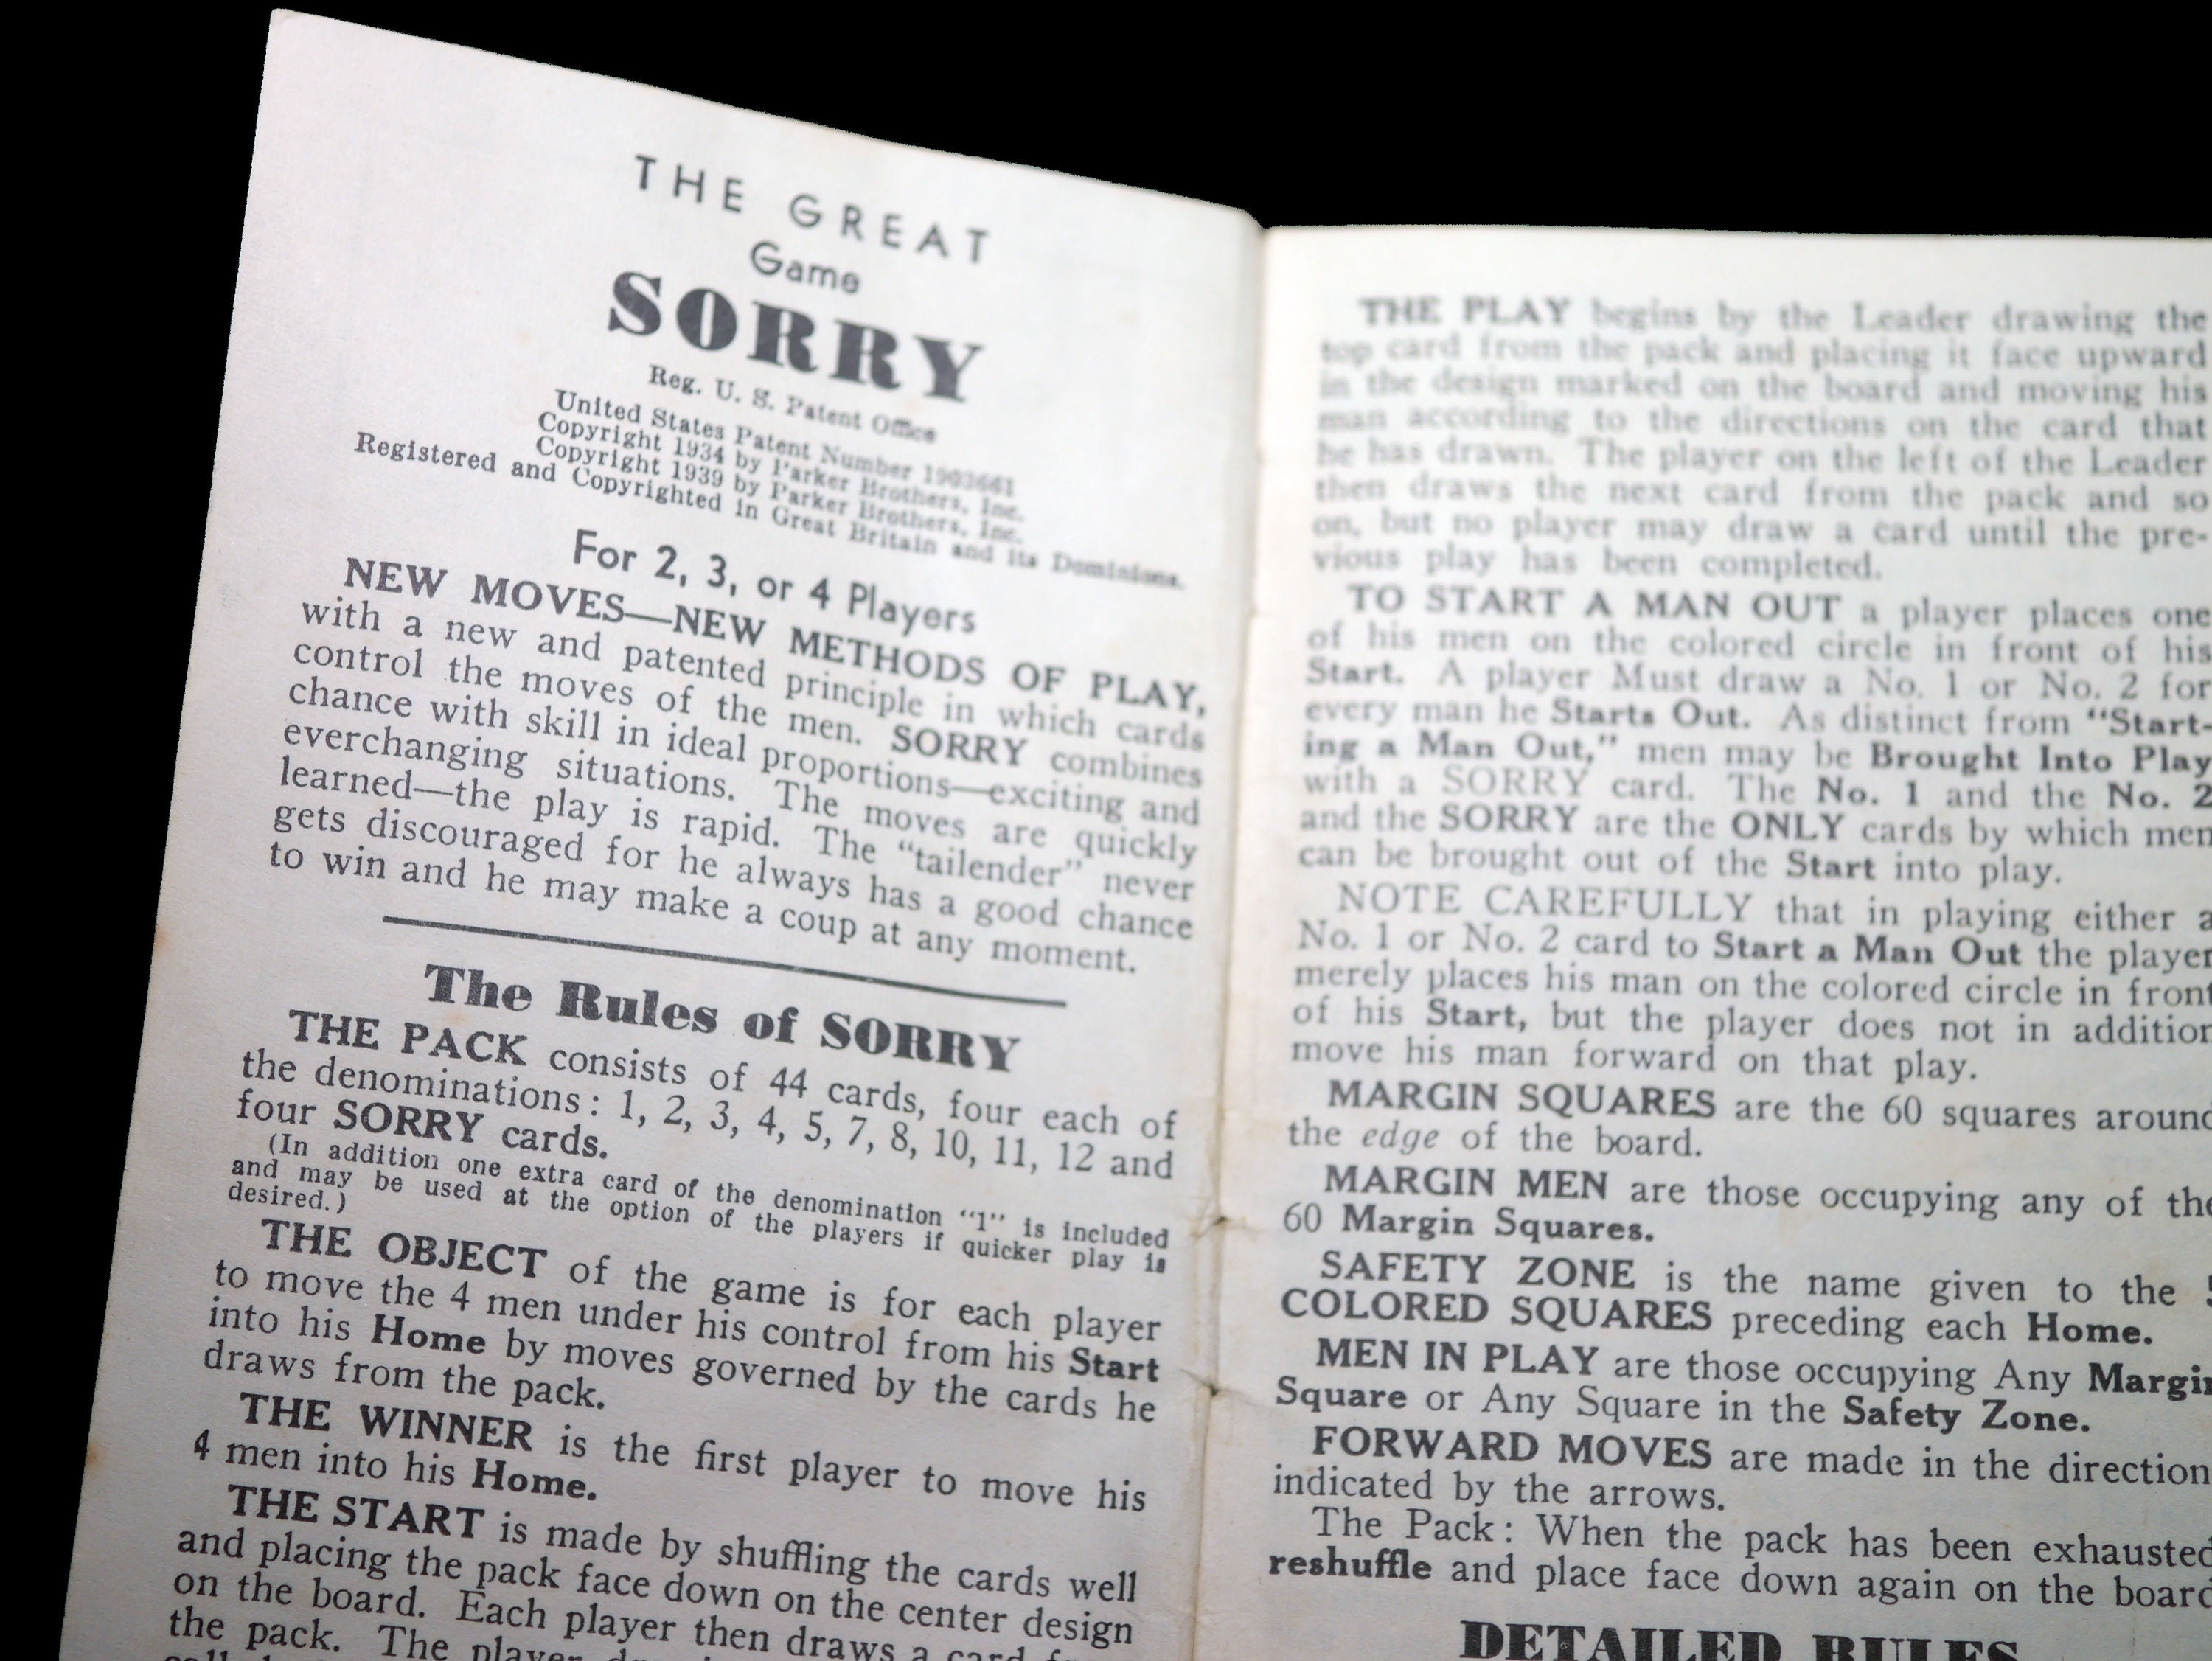 THE GREAT
Game
SORRY
Reg. U. S. Patent Office
United States Patent Number 1903661
Copyright 1934 by Parker Brothers, Inc.
Copyright 1939 by Parker Brothers, Inc.
Registered and Copyrighted in Great Britain and its Dominions.
For 2, 3, or 4 Players
NEW MOVES—NEW METHODS OF PLAY,
with a new and patented principle in which cards
control the moves of the men. SORRY combines
chance with skill in ideal proportions—exciting and
everchanging situations. The moves are quickly
learned—the play is rapid. The "tailender" never
gets discouraged for he always has a good chance
to win and he may make a coup at any moment.
The Rules of SORRY
THE PACK consists of 44 cards, four each of
the denominations: 1, 2, 3, 4, 5, 7, 8, 10, 11, 12 and
four SORRY cards.
(In addition one extra card of the denomination "1" is included
and may be used at the option of the players if quicker play is
desired.)
THE OBJECT of the game is for each player
to move the 4 men under his control from his Start
into his Home by moves governed by the cards he
draws from the pack.
THE WINNER is the first player to move his
4 men into his Home.
THE START is made by shuffling the cards well
and placing the pack face down on the center design
on the board. Each player then draws a card
the pack. The player
THE PLAY begins by the Leader drawing the
top card from the pack and placing it face upward
in the design marked on the board and moving his
man according to the directions on the card that
he has drawn. The player on the left of the Leader
then draws the next card from the pack and so
on, but no player may draw a card until the pre-
vious play has been completed.
TO START A MAN OUT a player places one
of his men on the colored circle in front of his
Start. A player Must draw a No. 1 or No. 2 for
every man he Starts Out. As distinct from "Start-
ing a Man Out," men may be Brought Into Play
with a SORRY card. The No. 1 and the No. 2
and the SORRY are the ONLY cards by which men
can be brought out of the Start into play.
NOTE CAREFULLY that in playing either a
No. 1 or No. 2 card to Start a Man Out the player
merely places his man on the colored circle in front
of his Start, but the player does not in addition
move his man forward on that play.
MARGIN SQUARES are the 60 squares around
the edge of the board.
MARGIN MEN are those occupying any of the
60 Margin Squares.
SAFETY ZONE is the name given to the 5
COLORED SQUARES preceding each Home.
MEN IN PLAY are those occupying Any Margin
Square or Any Square in the Safety Zone.
FORWARD MOVES are made in the direction
indicated by the arrows.
The Pack: When the pack has been exhausted
reshuffle and place face down again on the board
DETAILED RULES